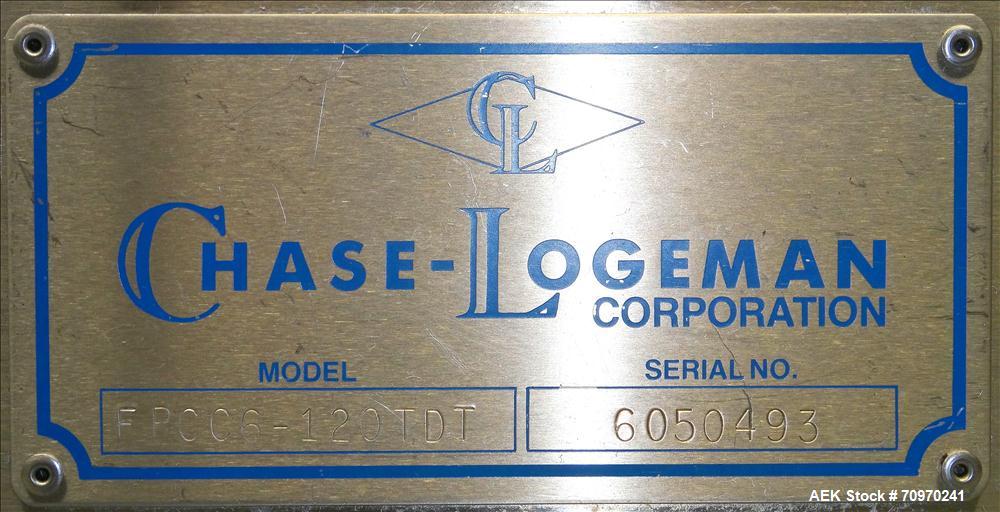 CL
CHASE-LOGEMAN
CORPORATION
MODEL
SERIAL NO.
FPCC6-120TDT
6050493
AEK Stock # 70970241